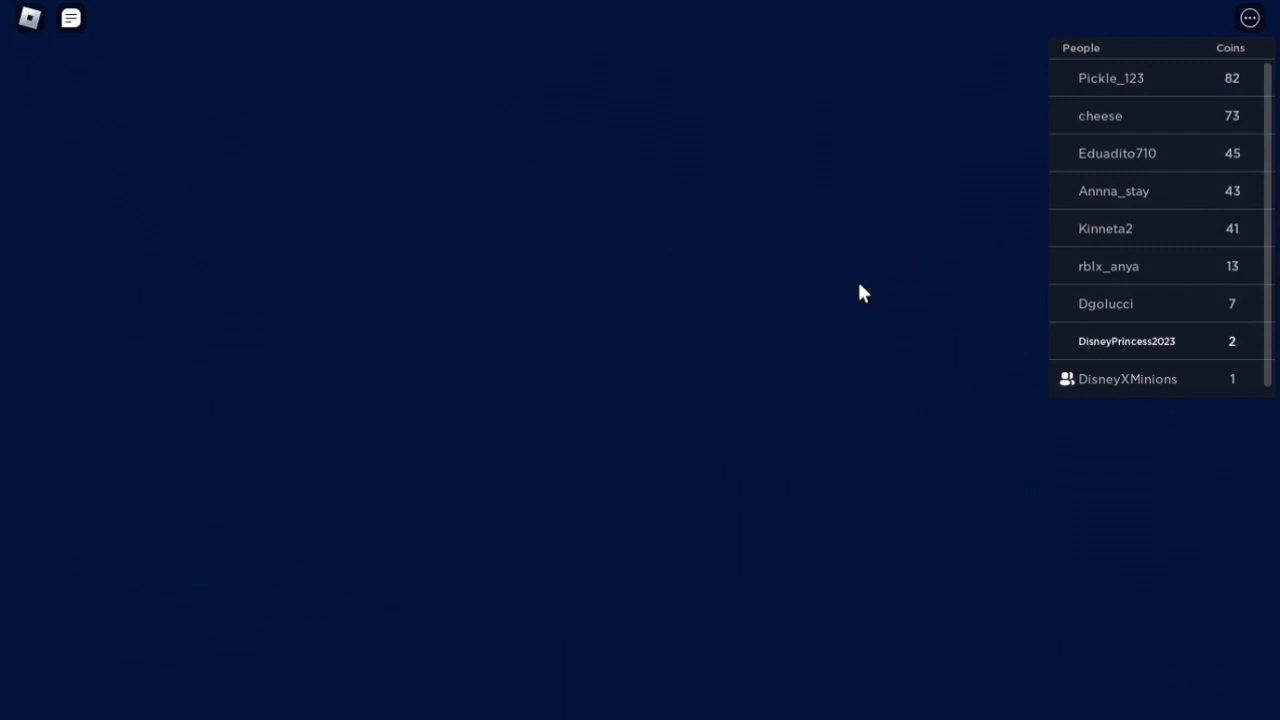 People Coins
Pickle_123 82
cheese 73
Eduadito710 45
Annna_stay 43
Kinneta2 41
rblx_anya 13
Dgolucci 7
DisneyPrincess2023 2
DisneyXMinions 1